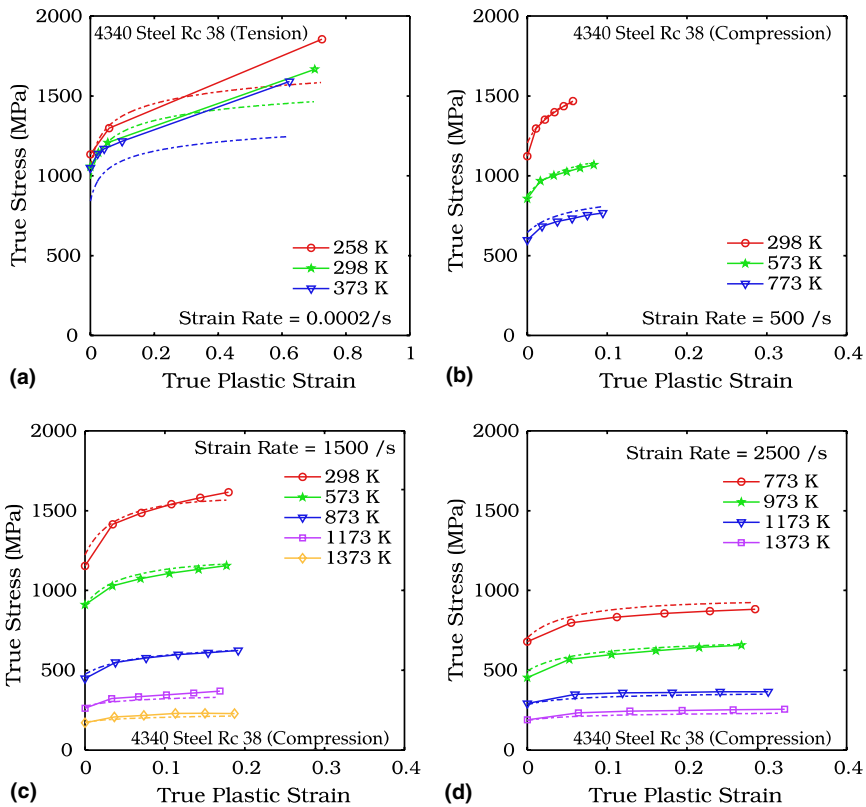 2000
1500
1000
500
0
True Stress (MPa)
4340 Steel Rc 38 (Tension)
258 K
298 K
373 K
Strain Rate = 0.0002/s
0
0.2
0.4
0.6
0.8
1
True Plastic Strain
(a)
2000
1500
1000
500
0
True Stress (MPa)
4340 Steel Rc 38 (Compression)
298 K
573 K
773 K
Strain Rate = 500 /s
0
0.1
0.2
0.3
0.4
True Plastic Strain
(b)
2000
1500
1000
500
0
True Stress (MPa)
Strain Rate = 1500 /s
298 K
573 K
873 K
1173 K
1373 K
4340 Steel Rc 38 (Compression)
0
0.1
0.2
0.3
0.4
True Plastic Strain
(c)
2000
1500
1000
500
0
True Stress (MPa)
Strain Rate = 2500 /s
773 K
973 K
1173 K
1373 K
4340 Steel Rc 38 (Compression)
0
0.1
0.2
0.3
0.4
True Plastic Strain
(d)